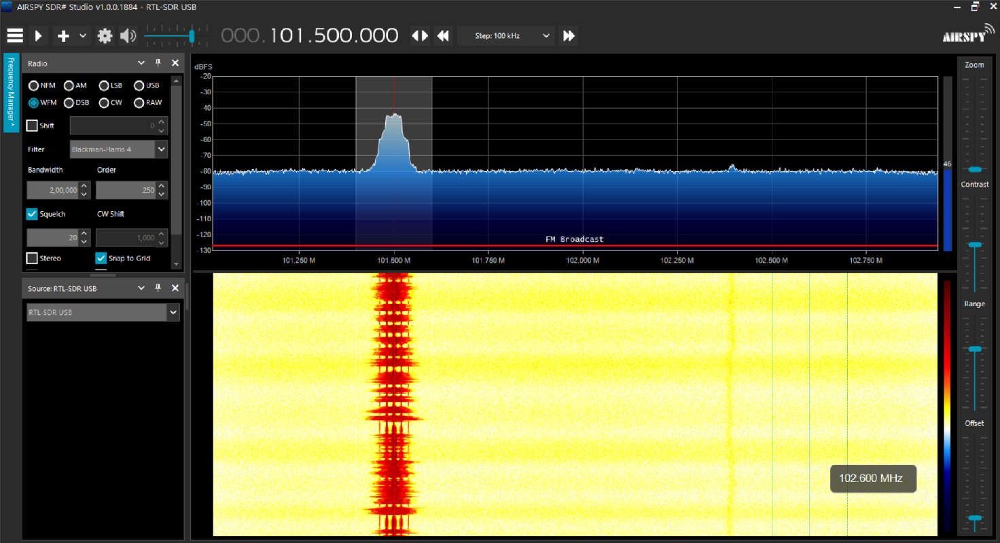 AIRSPY SDR# Studio v1.0.0.1884 - RTL-SDR USB
000.101.500.000
Step: 100 kHz
AIRSPY
Frequency Manager *
Radio
NFM AM LSB USB
WFM DSB CW RAW
Shift 0
Filter Blackman-Harris 4
Bandwidth Order
2,00,000 250
Squelch CW Shift
20 1,000
Stereo Snap to Grid
Source: RTL-SDR USB
RTL-SDR USB
dBFS
-20
-30
-40
-50
-60
-70
-80
-90
-100
-110
-120
-130
FM Broadcast
101.250 M 101.500 M 101.750 M 102.000 M 102.250 M 102.500 M 102.750 M
46
102.600 MHz
Zoom
Contrast
Range
Offset